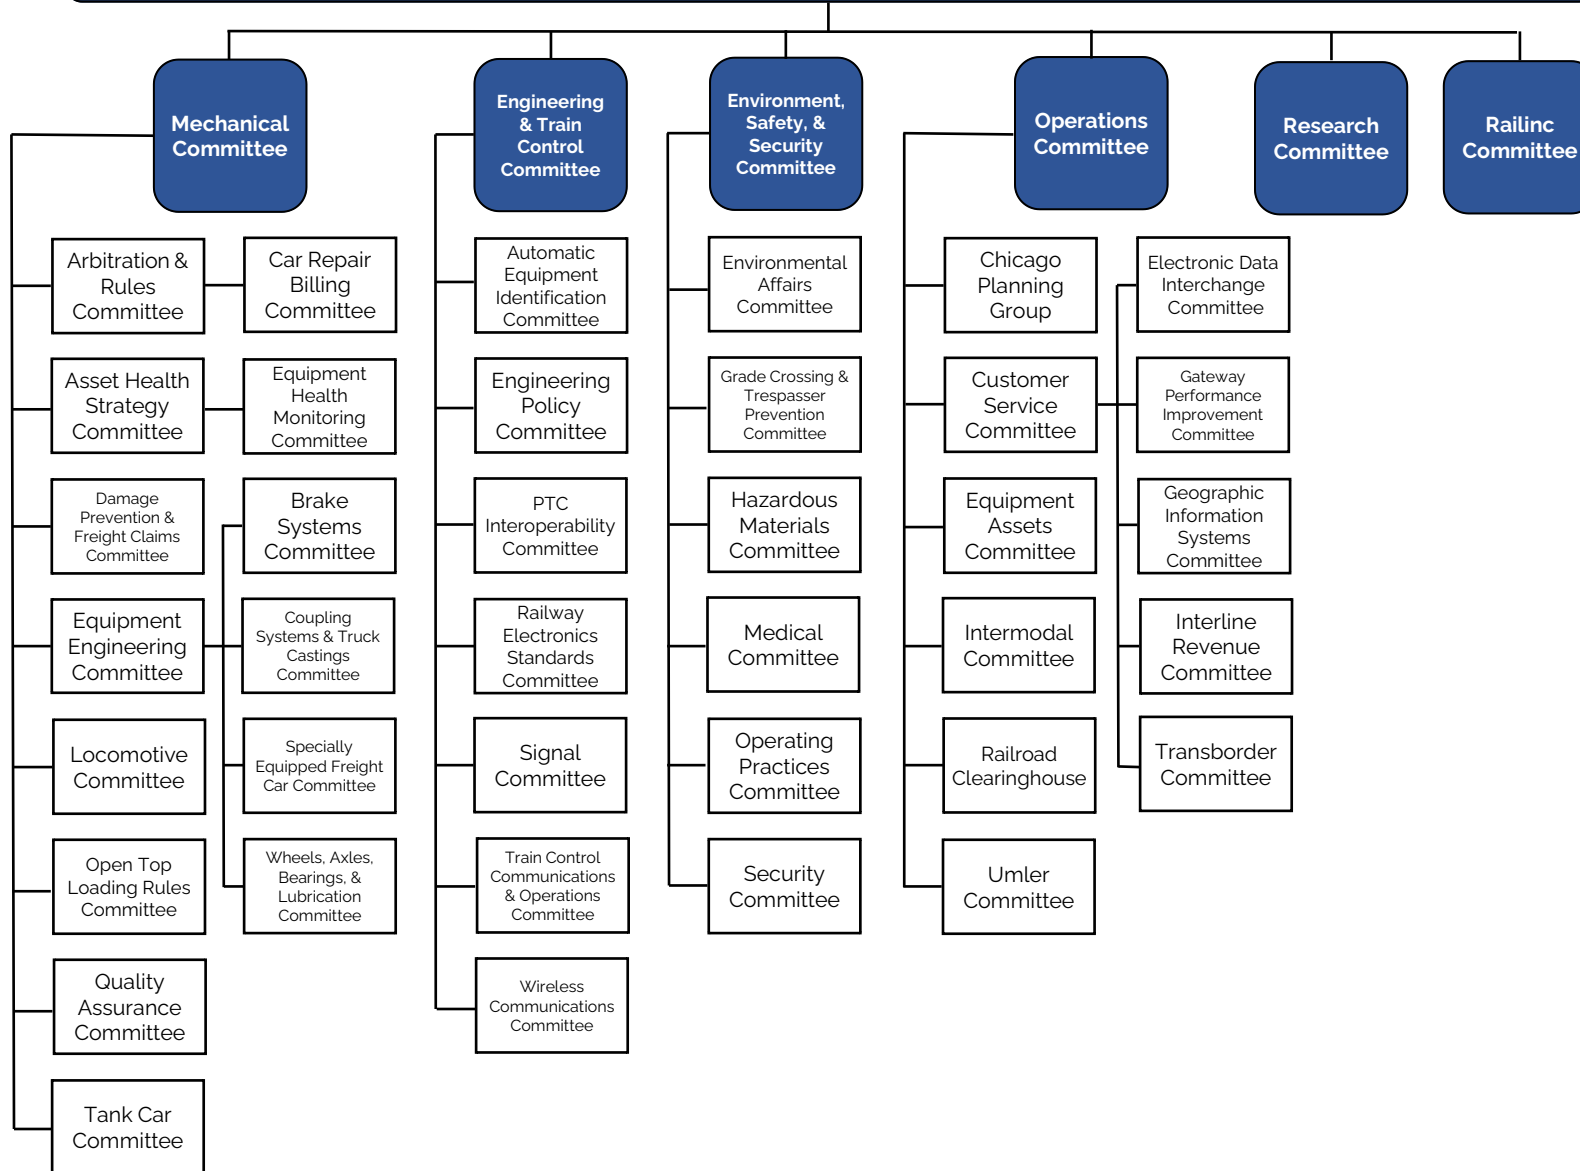 Mechanical
Committee
Engineering
& Train
Control
Committee
Environment,
Safety, &
Security
Committee
Operations
Committee
Research
Committee
Railinc
Committee
Arbitration &
Rules
Committee
Car Repair
Billing
Committee
Asset Health
Strategy
Committee
Equipment
Health
Monitoring
Committee
Damage
Prevention &
Freight Claims
Committee
Brake
Systems
Committee
Equipment
Engineering
Committee
Coupling
Systems & Truck
Castings
Committee
Locomotive
Committee
Specially
Equipped Freight
Car Committee
Open Top
Loading Rules
Committee
Wheels, Axles,
Bearings, &
Lubrication
Committee
Quality
Assurance
Committee
Tank Car
Committee
Automatic
Equipment
Identification
Committee
Engineering
Policy
Committee
PTC
Interoperability
Committee
Railway
Electronics
Standards
Committee
Signal
Committee
Train Control
Communications
& Operations
Committee
Wireless
Communications
Committee
Environmental
Affairs
Committee
Grade Crossing &
Trespasser
Prevention
Committee
Hazardous
Materials
Committee
Medical
Committee
Operating
Practices
Committee
Security
Committee
Chicago
Planning
Group
Electronic Data
Interchange
Committee
Customer
Service
Committee
Gateway
Performance
Improvement
Committee
Equipment
Assets
Committee
Geographic
Information
Systems
Committee
Intermodal
Committee
Interline
Revenue
Committee
Railroad
Clearinghouse
Transborder
Committee
Umler
Committee